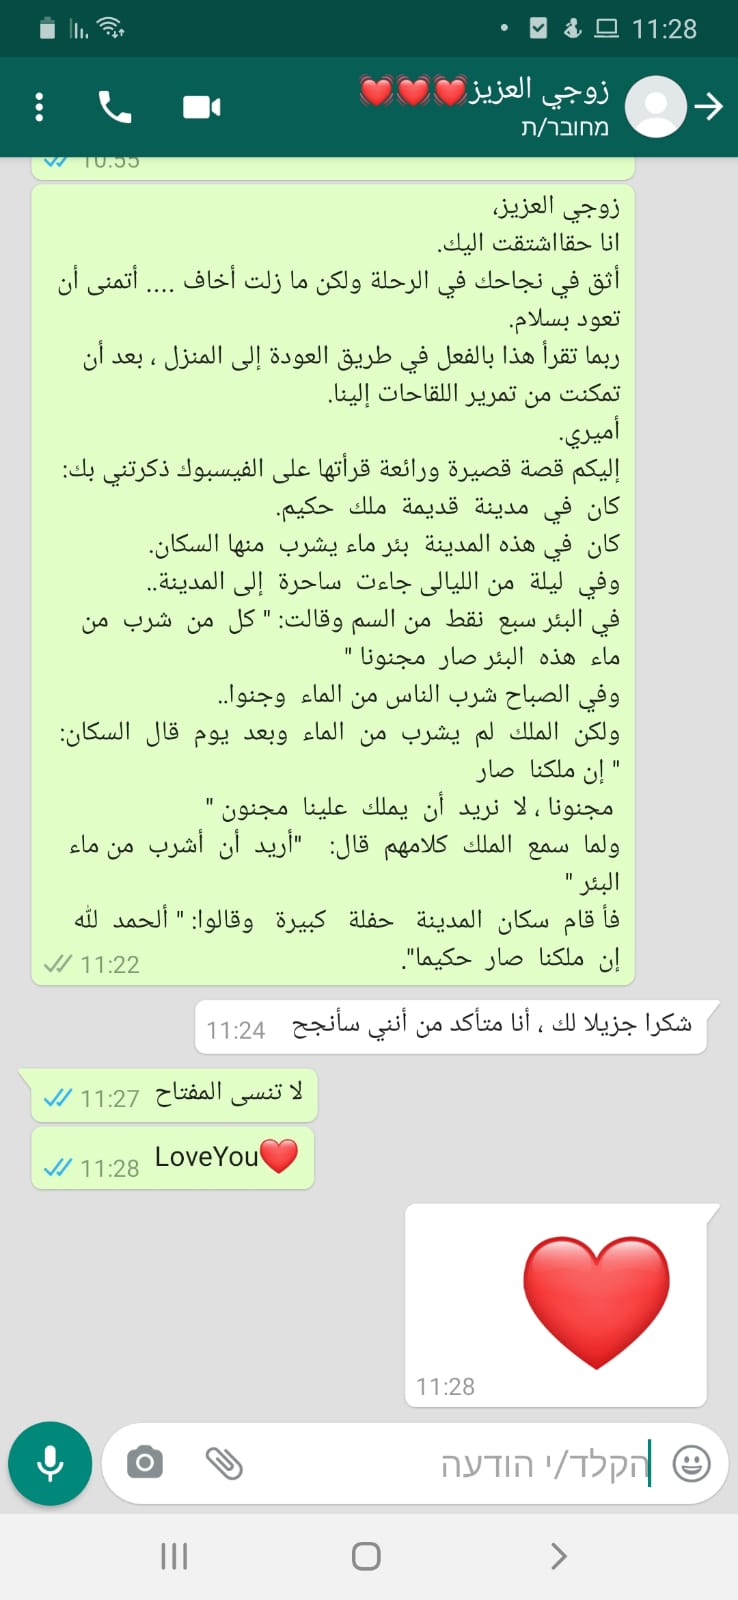 11:28
زوجي العزيز
מחובר/ת
10:55
زوجي العزيز،
انا حقااشتقت اليك.
أثق في نجاحك في الرحلة ولكن ما زلت أخاف .... أتمنى أن
تعود بسلام.
ربما تقرأ هذا بالفعل في طريق العودة إلى المنزل ، بعد أن
تمكنت من تمرير اللقاحات إلينا.
أميري.
إليكم قصة قصيرة ورائعة قرأتها على الفيسبوك ذكرتني بك:
كان في مدينة قديمة ملك حكيم.
كان في هذه المدينة بئر ماء يشرب منها السكان.
وفي ليلة من الليالى جاءت ساحرة إلى المدينة..
في البئر سبع نقط من السم وقالت: " كل من شرب من
ماء هذه البئر صار مجنونا "
وفي الصباح شرب الناس من الماء وجنوا..
ولكن الملك لم يشرب من الماء وبعد يوم قال السكان:
" إن ملكنا صار
مجنونا ، لا نريد أن يملك علينا مجنون "
ولما سمع الملك كلامهم قال: "أريد أن أشرب من ماء
البئر "
فأ قام سكان المدينة حفلة كبيرة وقالوا: " ألحمد لله
إن ملكنا صار حكيما".
11:22
شكرا جزيلا لك ، أنا متأكد من أنني سأنجح
11:24
لا تنسى المفتاح
11:27
LoveYou
11:28
11:28
הקלד/י הודעה